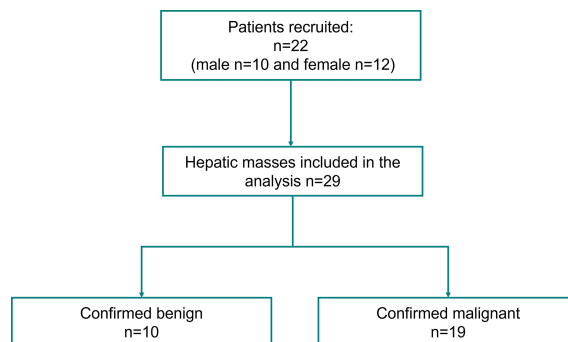 Patients recruited:
n=22
(male n=10 and female n=12)
Hepatic masses included in the
analysis n=29
Confirmed benign
n=10
Confirmed malignant
n=19